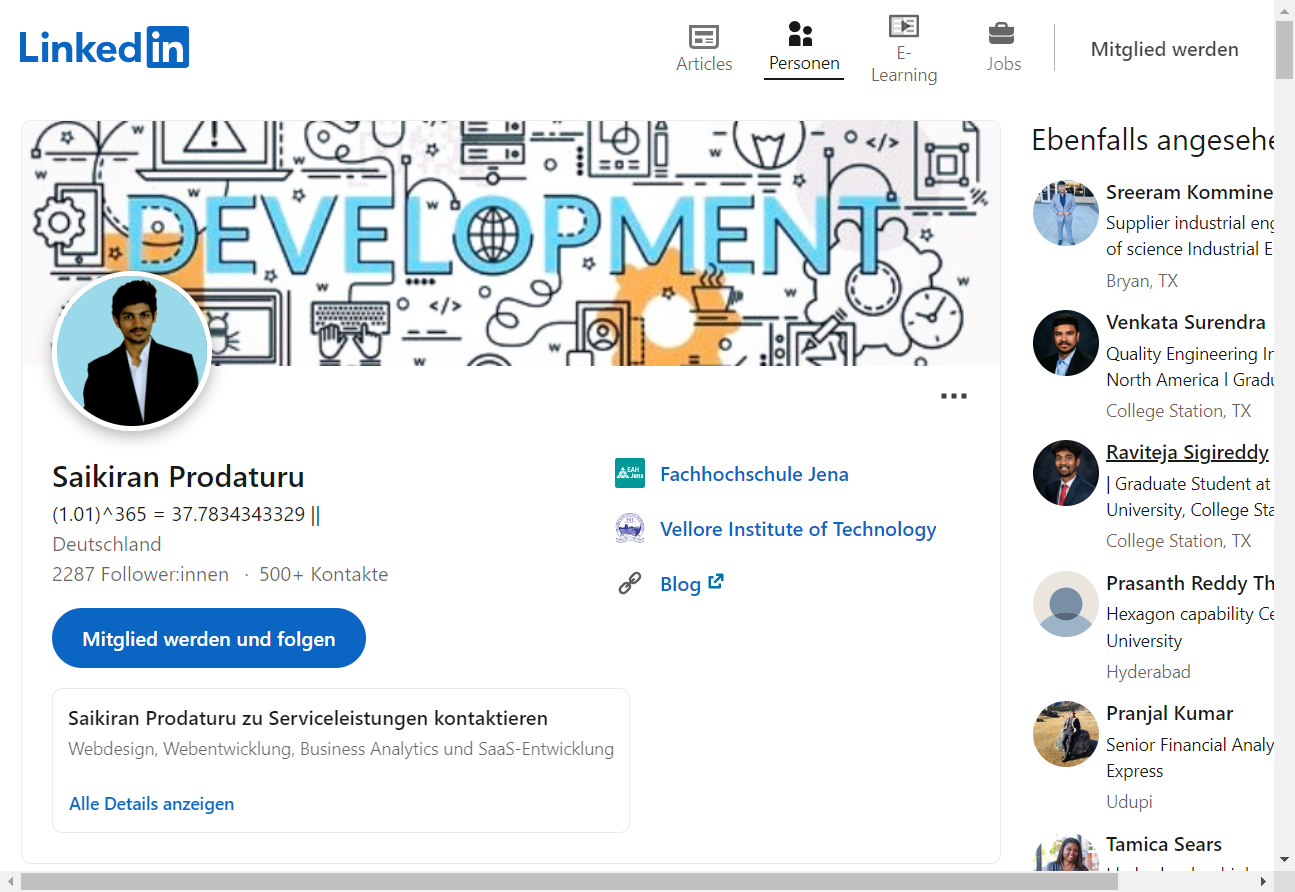 Linked in
Articles
Personen
E-
Learning
Jobs
Mitglied werden
DEVELOPMENT
Saikiran Prodaturu
(1.01)^365 = 37.7834343329 ||
Deutschland
2287 Follower:innen · 500+ Kontakte
Mitglied werden und folgen
EAH
Jena
Fachhochschule Jena
Vellore Institute of Technology
Blog
Saikiran Prodaturu zu Serviceleistungen kontaktieren
Webdesign, Webentwicklung, Business Analytics und SaaS-Entwicklung
Alle Details anzeigen
Ebenfalls angesehe
Sreeram Kommine
Supplier industrial eng
of science Industrial E
Bryan, TX
Venkata Surendra
Quality Engineering In
North America l Gradu
College Station, TX
Raviteja Sigireddy
| Graduate Student at
University, College Sta
College Station, TX
Prasanth Reddy Th
Hexagon capability Ce
University
Hyderabad
Pranjal Kumar
Senior Financial Analy
Express
Udupi
Tamica Sears